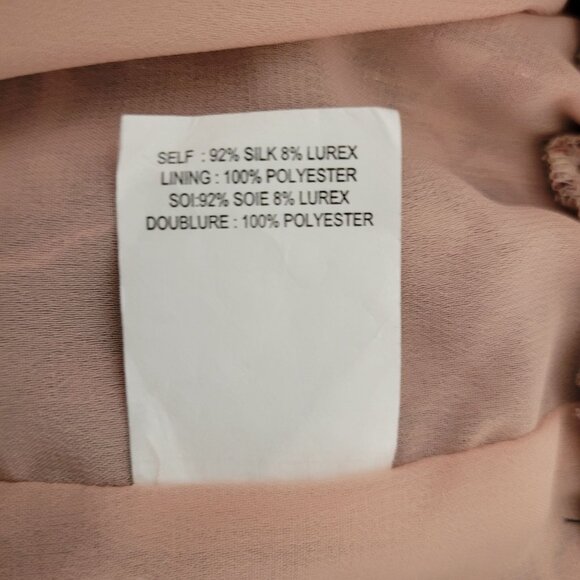 SELF : 92% SILK 8% LUREX
LINING : 100% POLYESTER
SOI:92% SOIE 8% LUREX
DOUBLURE : 100% POLYESTER